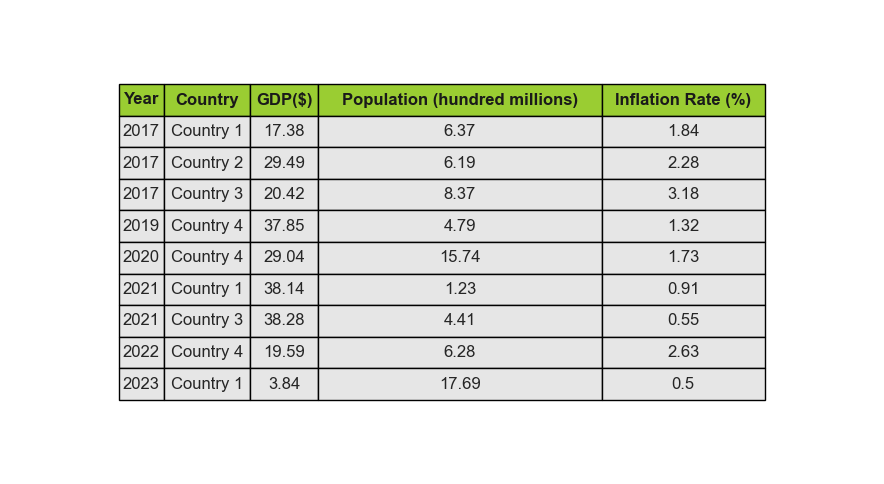 Year Country GDP($) Population (hundred millions) Inflation Rate (%)
2017 Country 1 17.38 6.37 1.84
2017 Country 2 29.49 6.19 2.28
2017 Country 3 20.42 8.37 3.18
2019 Country 4 37.85 4.79 1.32
2020 Country 4 29.04 15.74 1.73
2021 Country 1 38.14 1.23 0.91
2021 Country 3 38.28 4.41 0.55
2022 Country 4 19.59 6.28 2.63
2023 Country 1 3.84 17.69 0.5